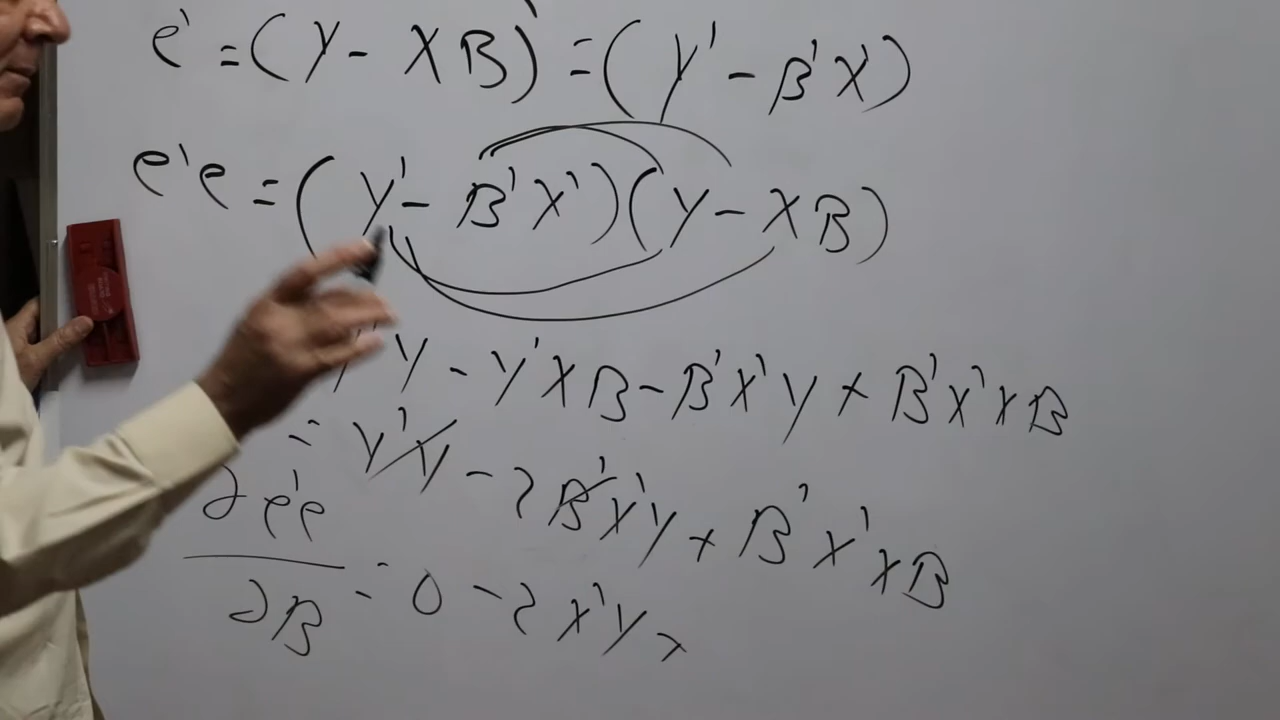 e' = (Y - XB)' = (Y' - B'X')
e'e = (Y' - B'X')(Y - XB)
Y'Y - Y'XB - B'X'Y + B'X'XB
= Y'Y - 2B'X'Y + B'X'XB
∂e'e / ∂B = 0 - 2X'Y +